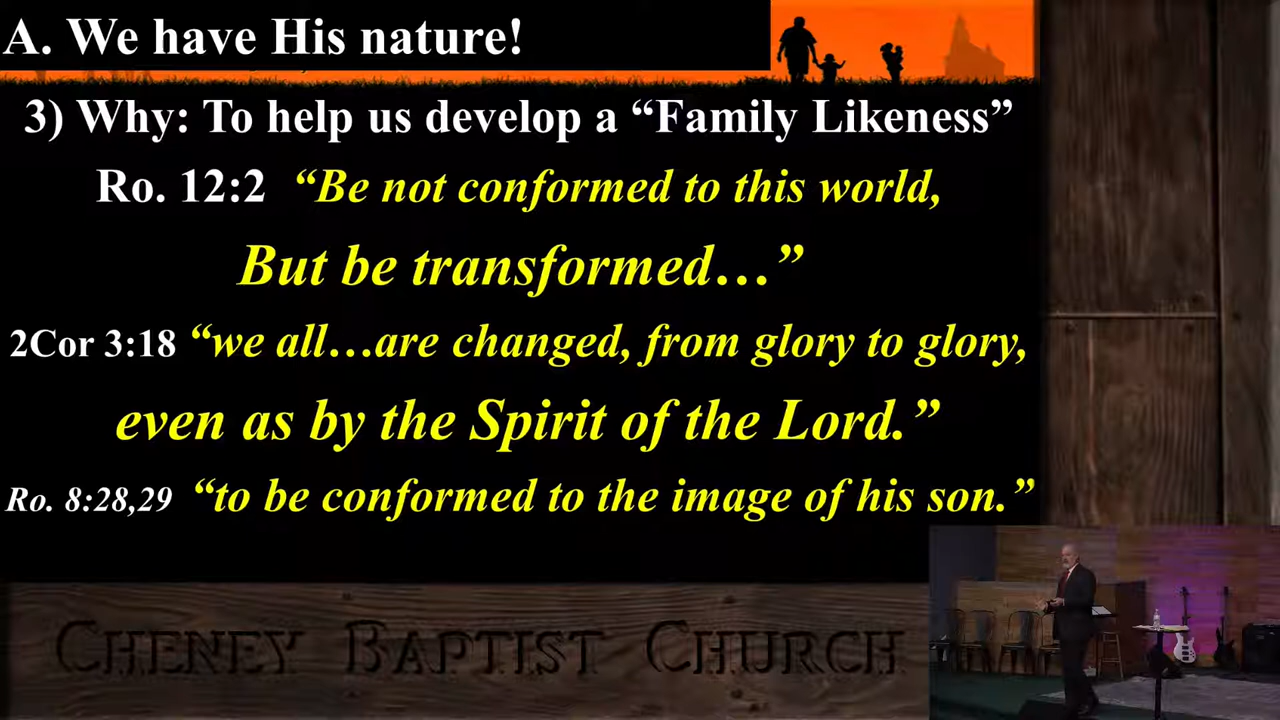 A. We have His nature!
3) Why: To help us develop a “Family Likeness”
Ro. 12:2 “Be not conformed to this world,
But be transformed…”
2Cor 3:18 “we all…are changed, from glory to glory,
even as by the Spirit of the Lord.”
Ro. 8:28,29 “to be conformed to the image of his son.”
Cheney Baptist Church